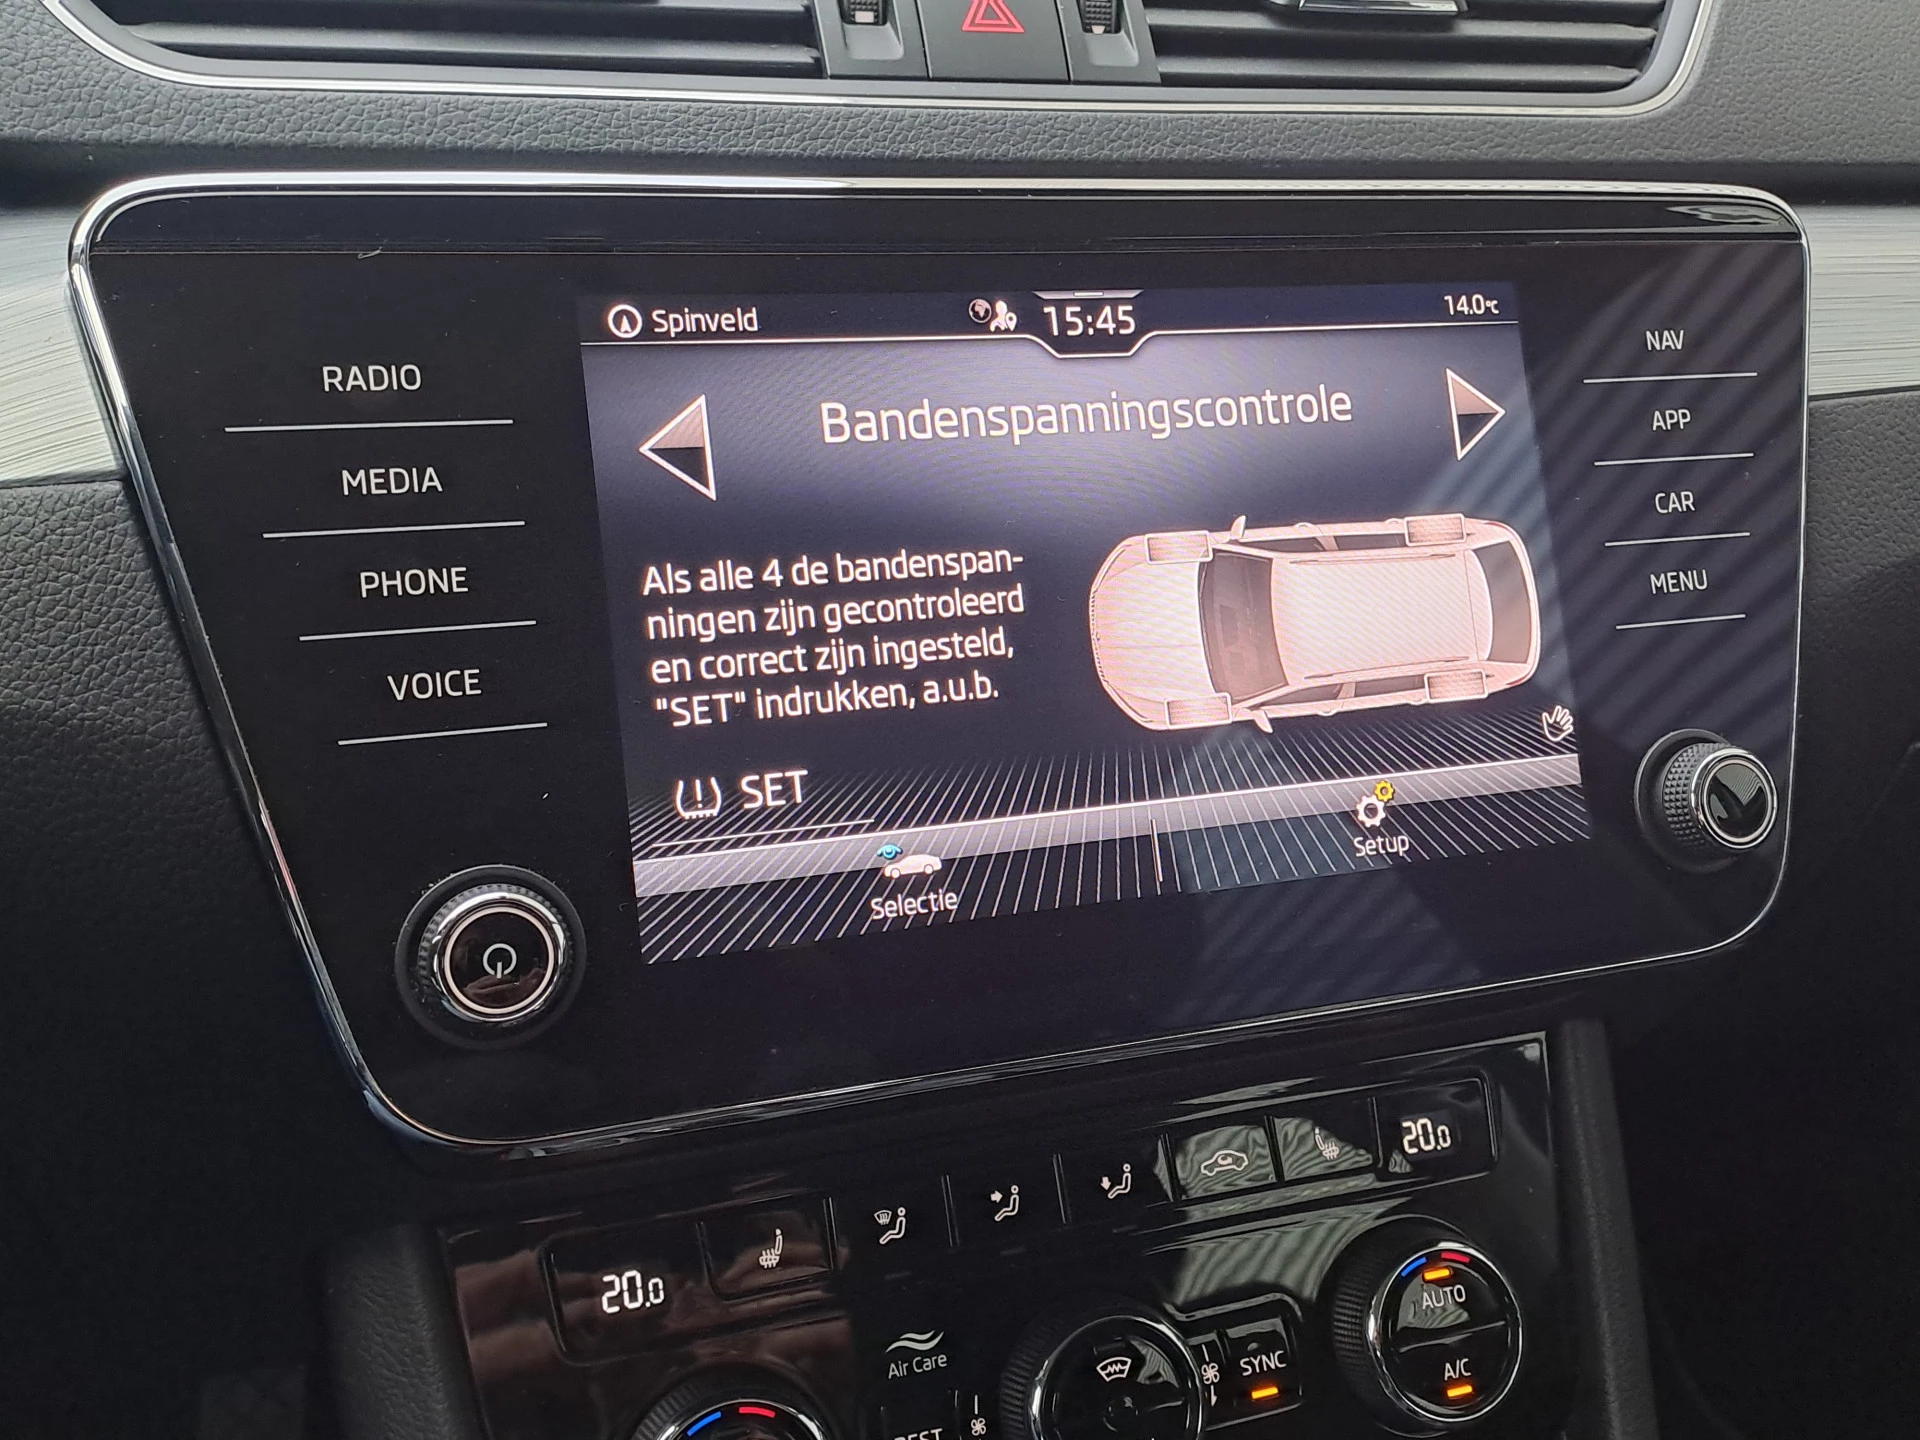 Spinveld
15:45
14.0°C
RADIO
MEDIA
PHONE
VOICE
NAV
APP
CAR
MENU
Bandenspanningscontrole
Als alle 4 de bandenspan-
ningen zijn gecontroleerd
en correct zijn ingesteld,
"SET" indrukken, a.u.b.
SET
Selectie
Setup
20.0
20.0
Air Care
SYNC
AUTO
A/C
REST